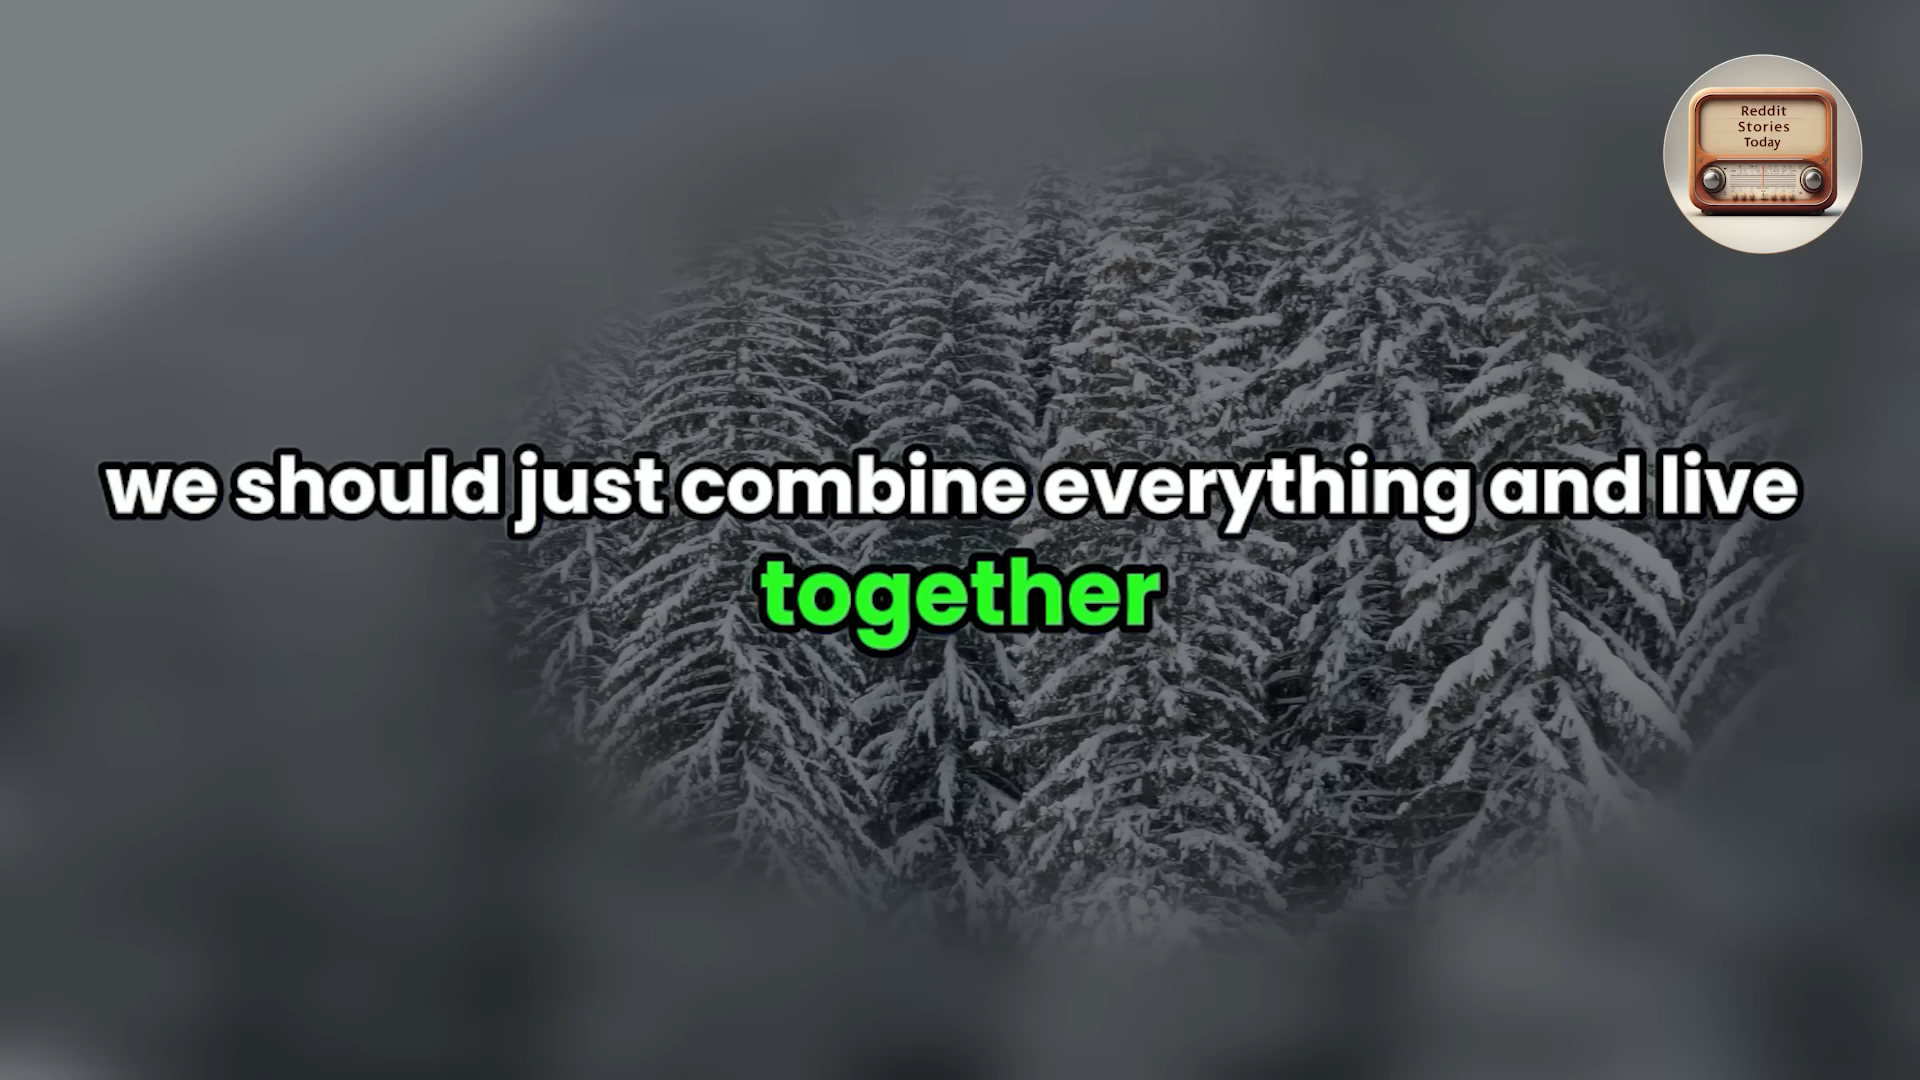 Reddit
Stories
Today
we should just combine everything and live
together